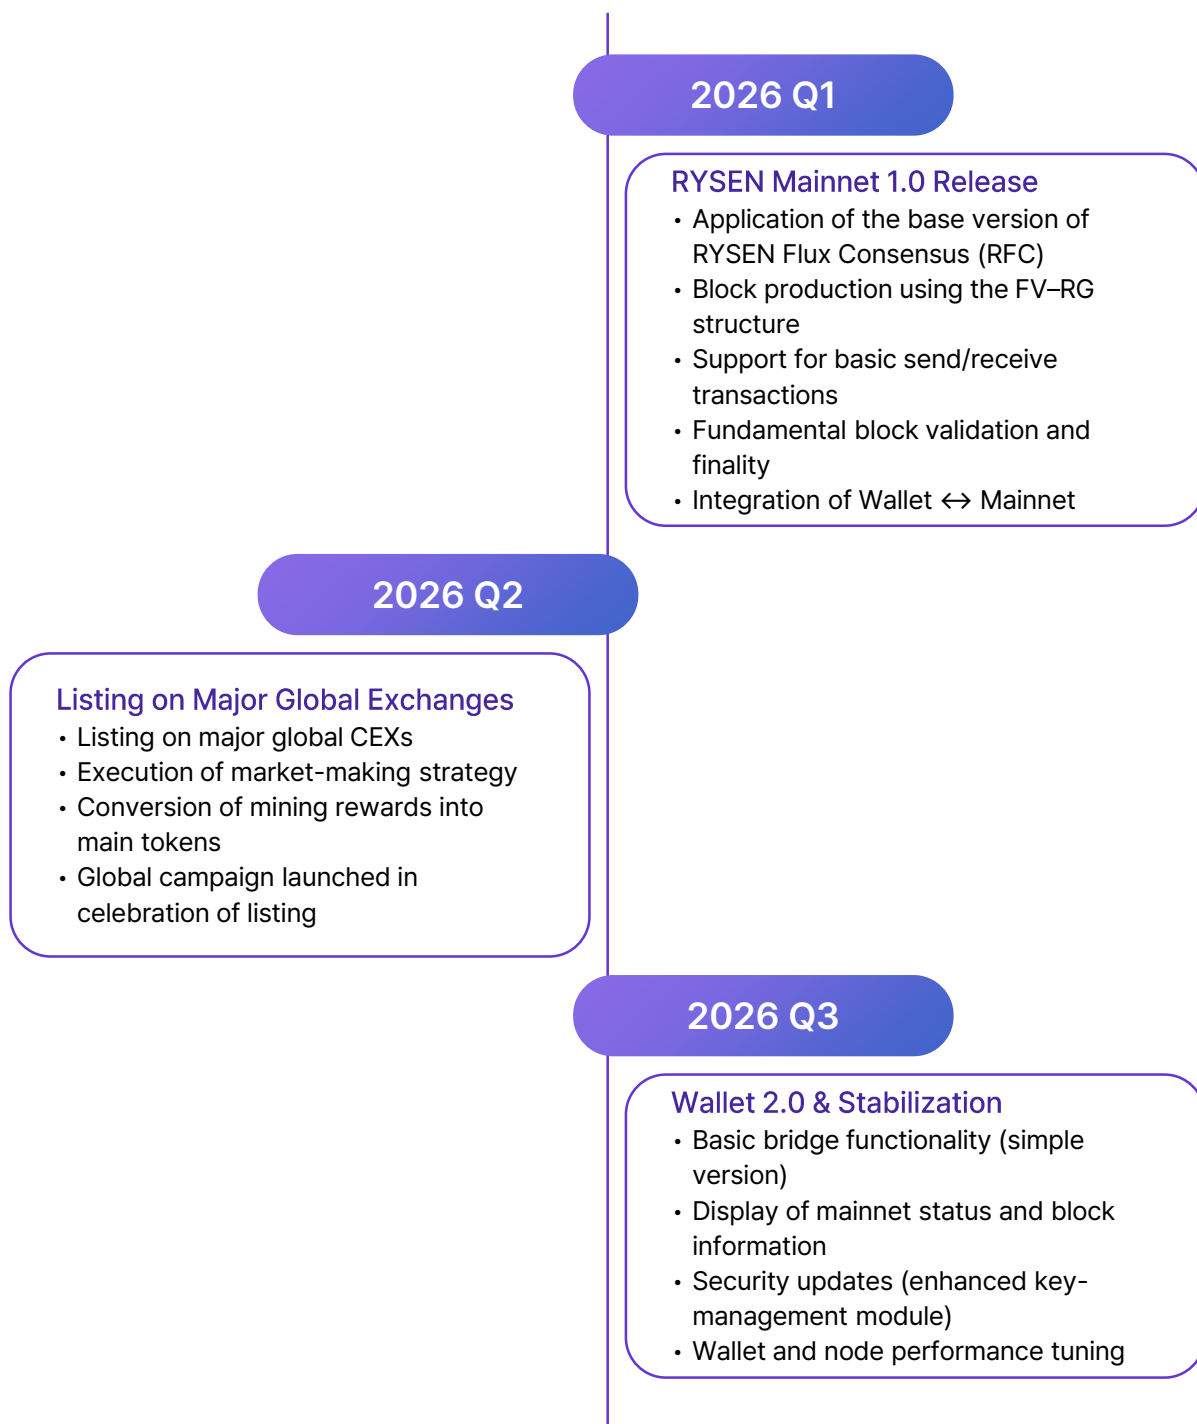 2026 Q1
RYSEN Mainnet 1.0 Release
• Application of the base version of
RYSEN Flux Consensus (RFC)
• Block production using the FV–RG
structure
• Support for basic send/receive
transactions
• Fundamental block validation and
finality
• Integration of Wallet ↔ Mainnet
2026 Q2
Listing on Major Global Exchanges
• Listing on major global CEXs
• Execution of market-making strategy
• Conversion of mining rewards into
main tokens
• Global campaign launched in
celebration of listing
2026 Q3
Wallet 2.0 & Stabilization
• Basic bridge functionality (simple
version)
• Display of mainnet status and block
information
• Security updates (enhanced key-
management module)
• Wallet and node performance tuning